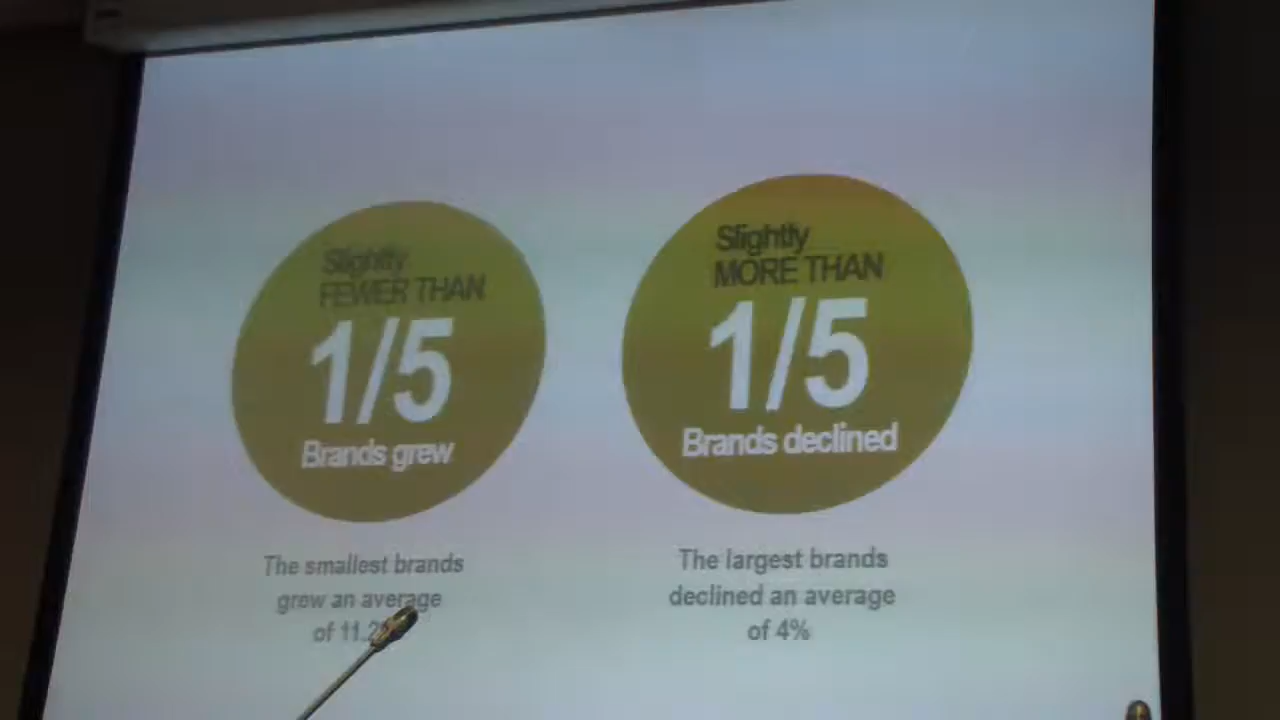 Slightly
FEWER THAN
1/5
Brands grew
The smallest brands
grew an average
of
Slightly
MORE THAN
1/5
Brands declined
The largest brands
declined an average
of 4%